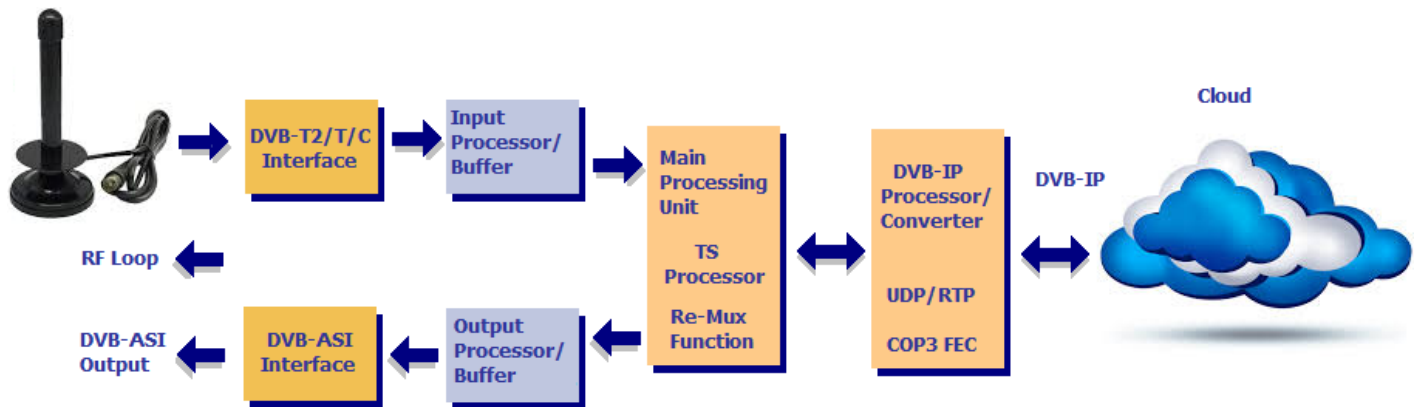 DVB-T2/T/C
Interface
Input
Processor/
Buffer
Main
Processing
Unit
TS
Processor
Re-Mux
Function
DVB-IP
Processor/
Converter
UDP/RTP
COP3 FEC
DVB-IP
Cloud
RF Loop
DVB-ASI
Output
DVB-ASI
Interface
Output
Processor/
Buffer